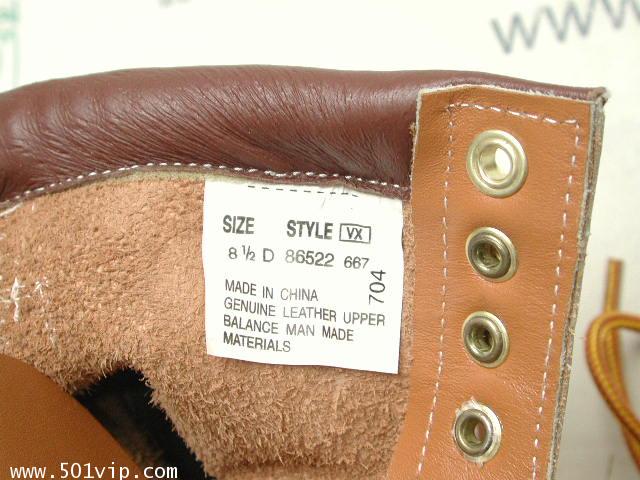 www
SIZE STYLE VX
8 ½ D 86522 667
704
MADE IN CHINA
GENUINE LEATHER UPPER
BALANCE MAN MADE
MATERIALS
www.501vip.com